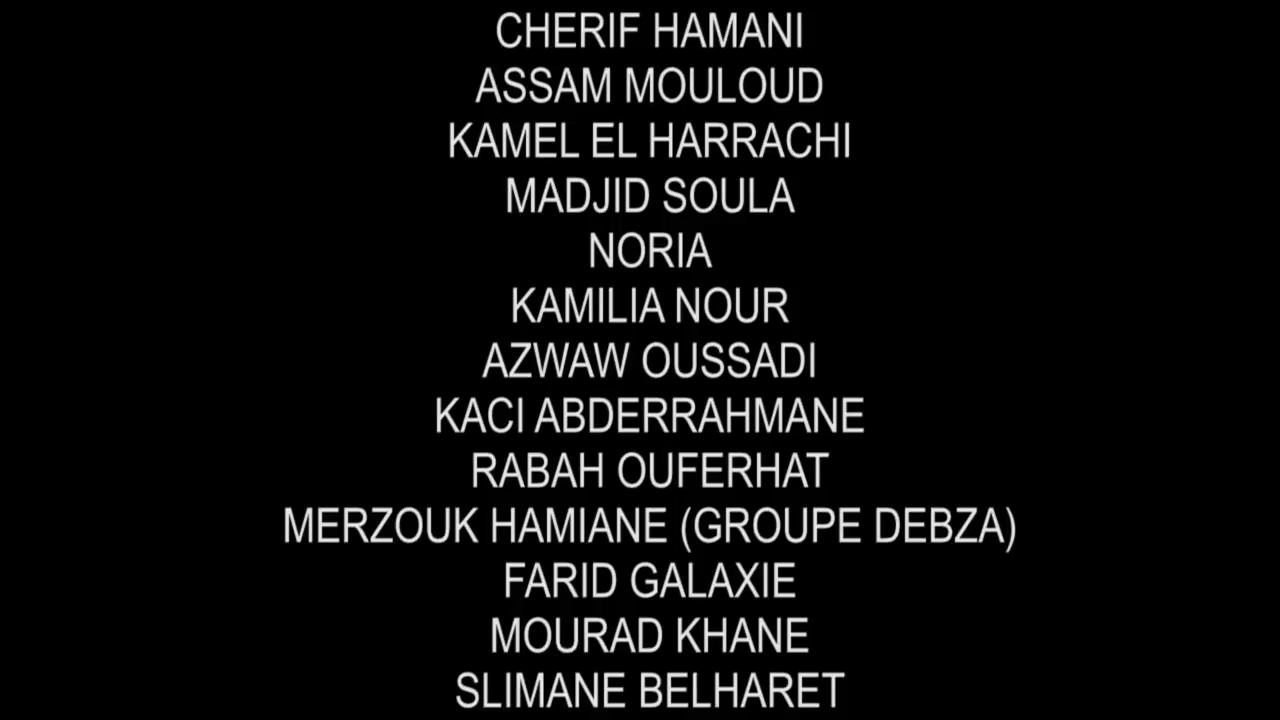 CHERIF HAMANI
ASSAM MOULOUD
KAMEL EL HARRACHI
MADJID SOULA
NORIA
KAMILIA NOUR
AZWAW OUSSADI
KACI ABDERRAHMANE
RABAH OUFERHAT
MERZOUK HAMIANE (GROUPE DEBZA)
FARID GALAXIE
MOURAD KHANE
SLIMANE BELHARET